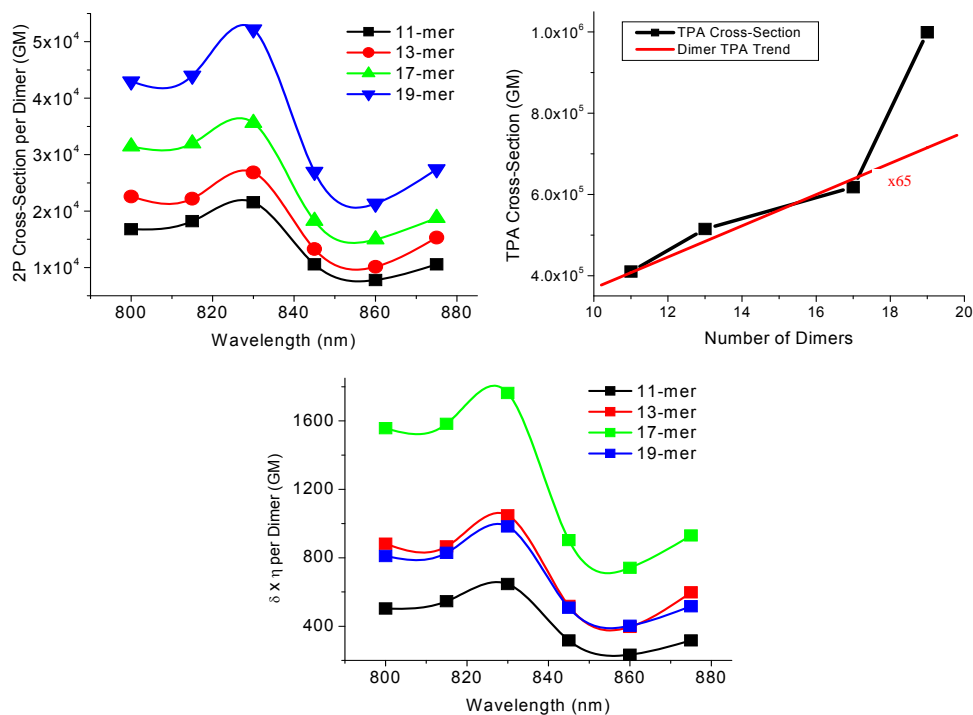 2P Cross-Section per Dimer (GM)
5x10⁴
4x10⁴
3x10⁴
2x10⁴
1x10⁴
11-mer
13-mer
17-mer
19-mer
800 820 840 860 880
Wavelength (nm)
TPA Cross-Section (GM)
1.0x10⁶
8.0x10⁵
6.0x10⁵
4.0x10⁵
TPA Cross-Section
Dimer TPA Trend
x65
10 12 14 16 18 20
Number of Dimers
δ x η per Dimer (GM)
1600
1200
800
400
11-mer
13-mer
17-mer
19-mer
800 820 840 860 880
Wavelength (nm)